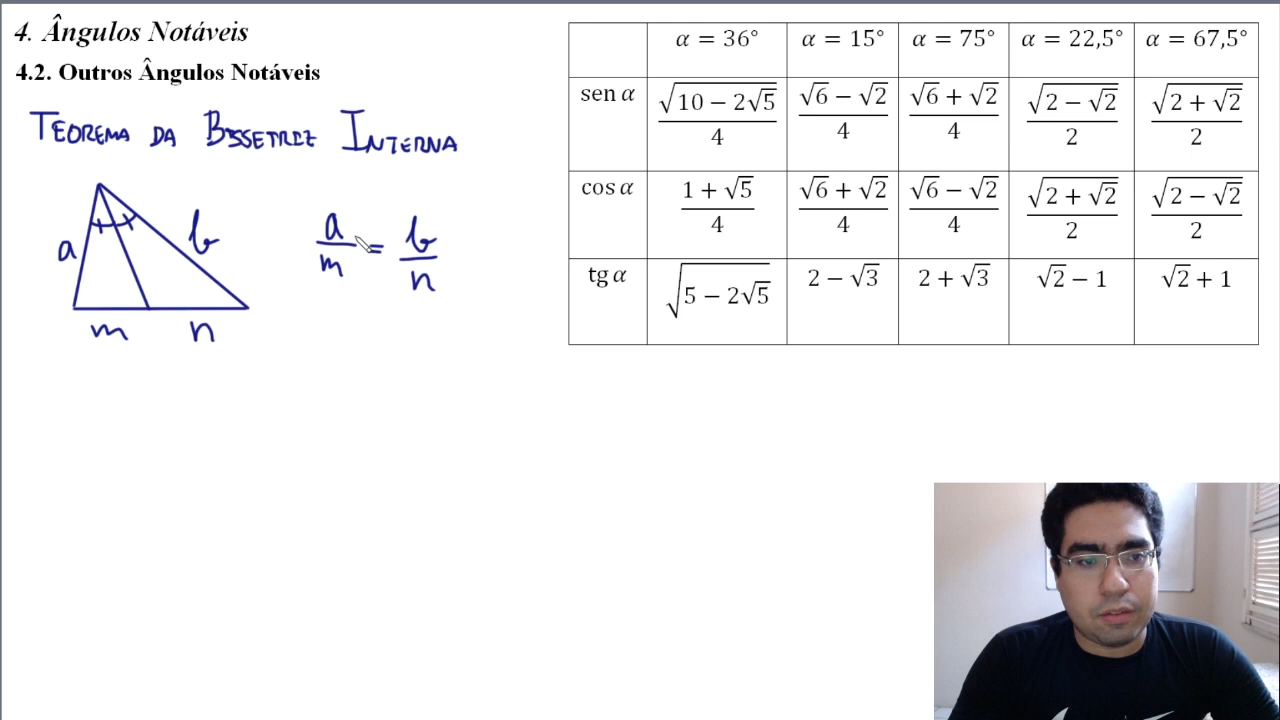 4. Ângulos Notáveis
4.2. Outros Ângulos Notáveis
TEOREMA DA BISSETRIZ INTERNA
a
b
m
n
a/m = b/n
α = 36° α = 15° α = 75° α = 22,5° α = 67,5°
sen α √(10 − 2√5)/4 (√6 − √2)/4 (√6 + √2)/4 √(2 − √2)/2 √(2 + √2)/2
cos α (1 + √5)/4 (√6 + √2)/4 (√6 − √2)/4 √(2 + √2)/2 √(2 − √2)/2
tg α √(5 − 2√5) 2 − √3 2 + √3 √2 − 1 √2 + 1